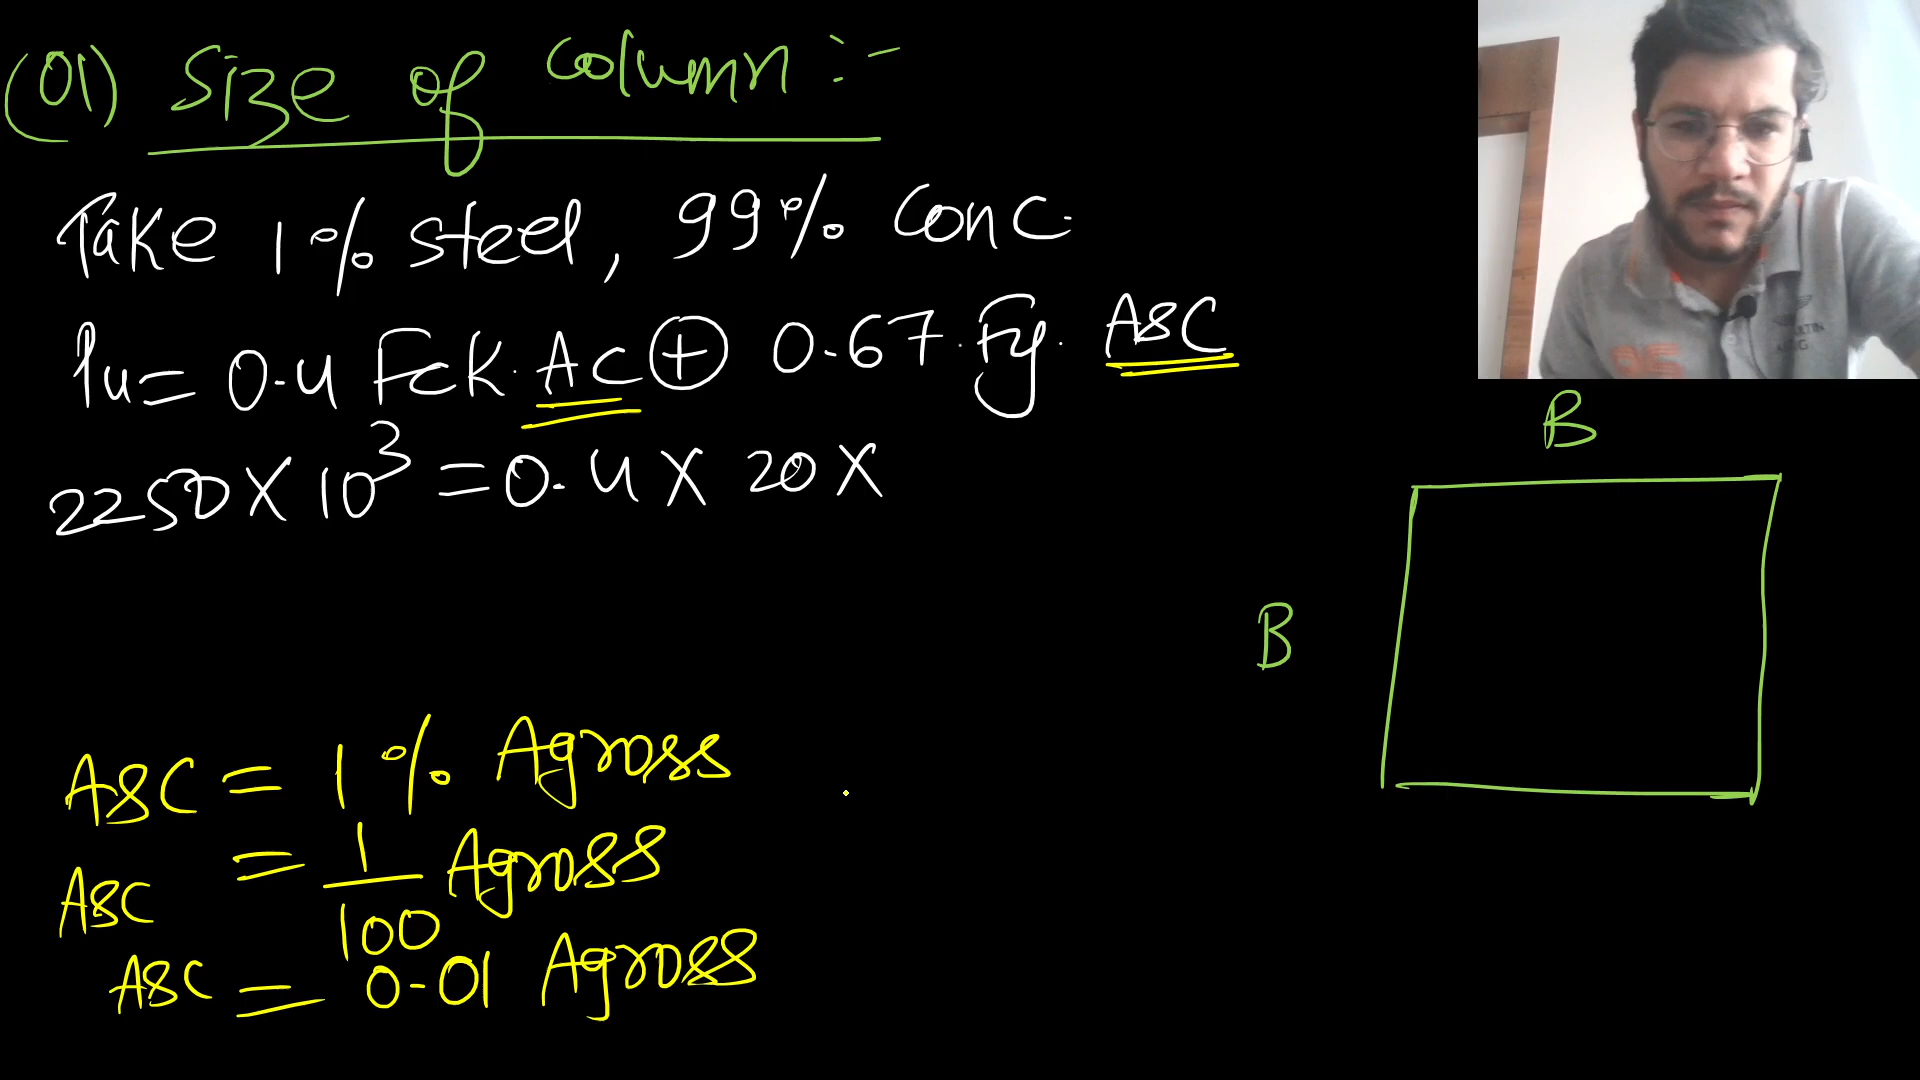 (01) Size of column :-
Take 1% steel, 99% conc.
Pu = 0.4 Fck. Ac + 0.67. Fy. Asc
2250 X 10³ = 0.4 X 20 X
B
B
Asc = 1% Agross
Asc = 1/100 Agross
Asc = 0.01 Agross